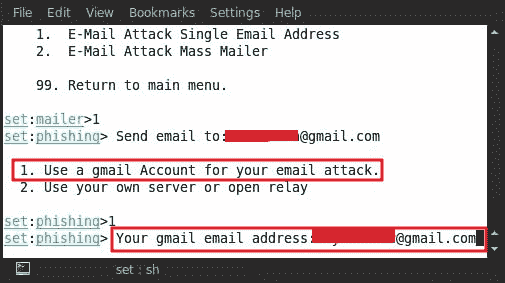 File Edit View Bookmarks Settings Help
1. E-Mail Attack Single Email Address
2. E-Mail Attack Mass Mailer
99. Return to main menu.
set:mailer>1
set:phishing> Send email to: @gmail.com
1. Use a gmail Account for your email attack.
2. Use your own server or open relay
set:phishing>1
set:phishing> Your gmail email address: @gmail.com
set : sh